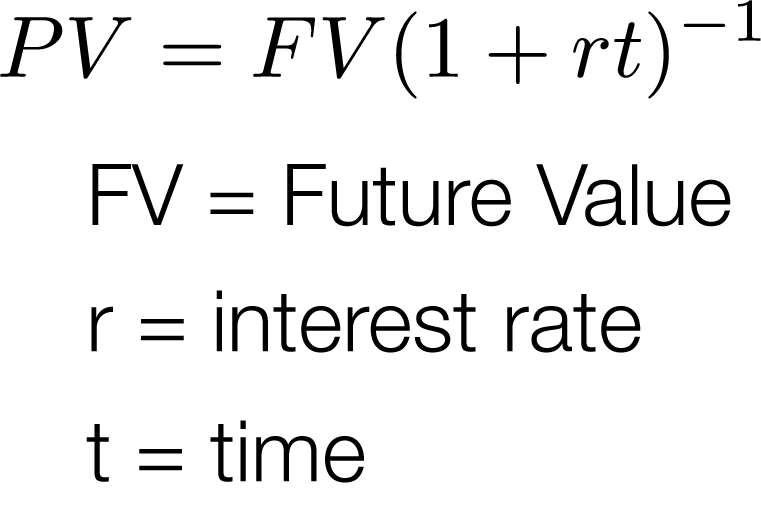 PV = FV(1 + rt)⁻¹
FV = Future Value
r = interest rate
t = time